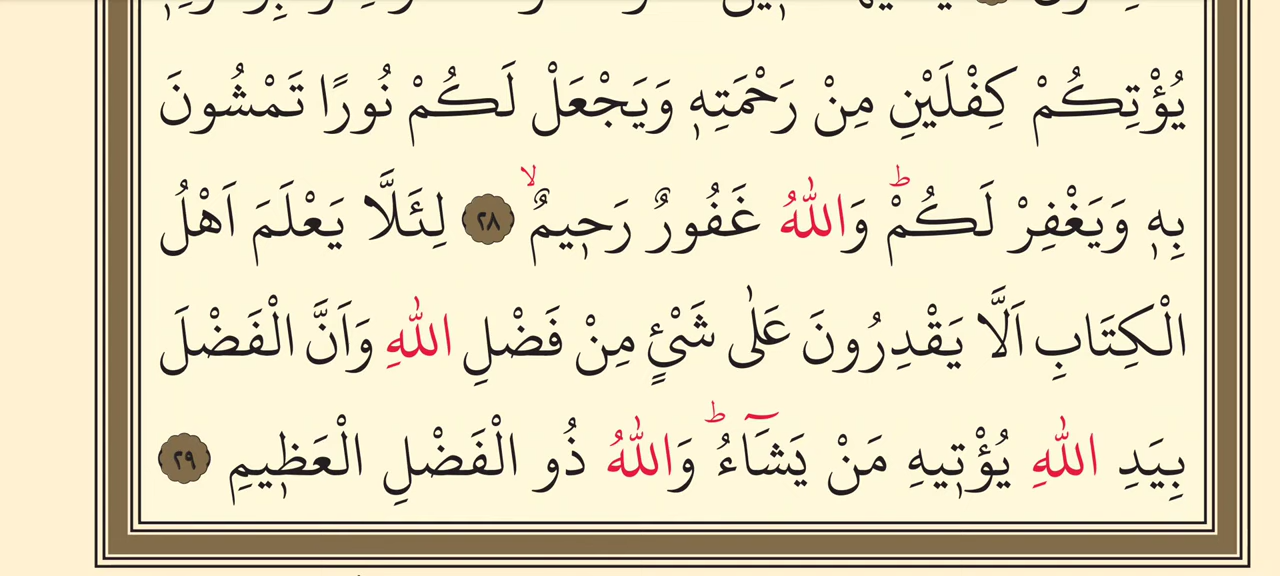 يُؤْتِكُمْ كِفْلَيْنِ مِنْ رَحْمَتِه۪ وَيَجْعَلْ لَكُمْ نُورًا تَمْشُونَ
بِه۪ وَيَغْفِرْ لَكُمْۜ وَاللّٰهُ غَفُورٌ رَح۪يمٌۙ ﴿٢٨﴾ لِئَلَّا يَعْلَمَ اَهْلُ
الْكِتَابِ اَلَّا يَقْدِرُونَ عَلٰى شَيْئٍ مِنْ فَضْلِ اللّٰهِ وَاَنَّ الْفَضْلَ
بِيَدِ اللّٰهِ يُؤْت۪يهِ مَنْ يَشَٓاءُۜ وَاللّٰهُ ذُو الْفَضْلِ الْعَظ۪يمِ ﴿٢٩﴾